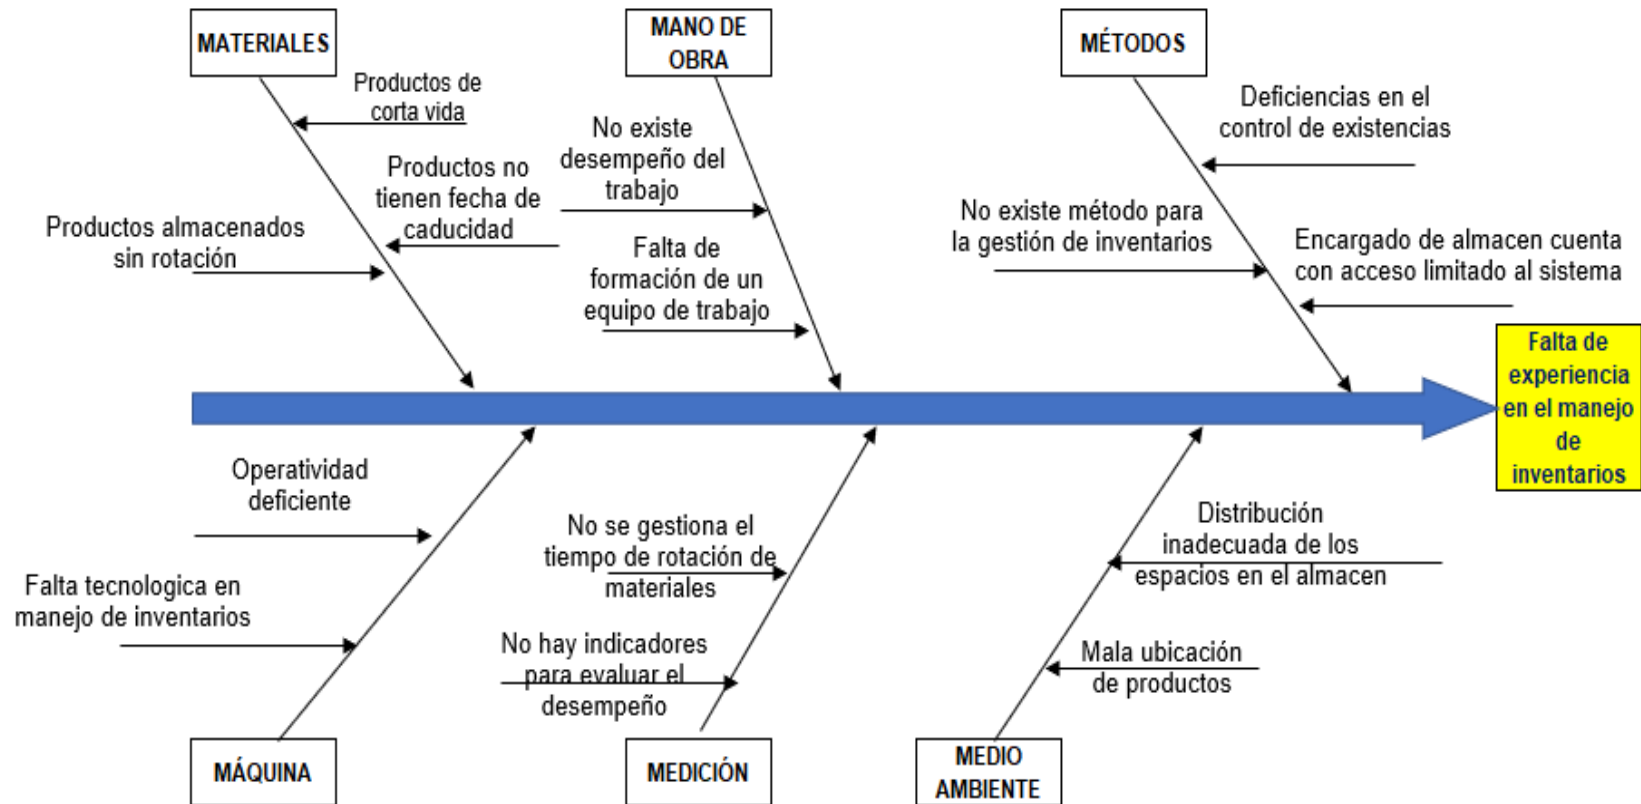 MATERIALES
Productos de
corta vida
Productos no
tienen fecha de
caducidad
Productos almacenados
sin rotación
MANO DE
OBRA
No existe
desempeño del
trabajo
Falta de
formación de un
equipo de trabajo
MÉTODOS
Deficiencias en el
control de existencias
No existe método para
la gestión de inventarios
Encargado de almacen cuenta
con acceso limitado al sistema
Falta de
experiencia
en el manejo
de
inventarios
Operatividad
deficiente
Falta tecnologica en
manejo de inventarios
MÁQUINA
No se gestiona el
tiempo de rotación de
materiales
No hay indicadores
para evaluar el
desempeño
MEDICIÓN
Distribución
inadecuada de los
espacios en el almacen
Mala ubicación
de productos
MEDIO
AMBIENTE